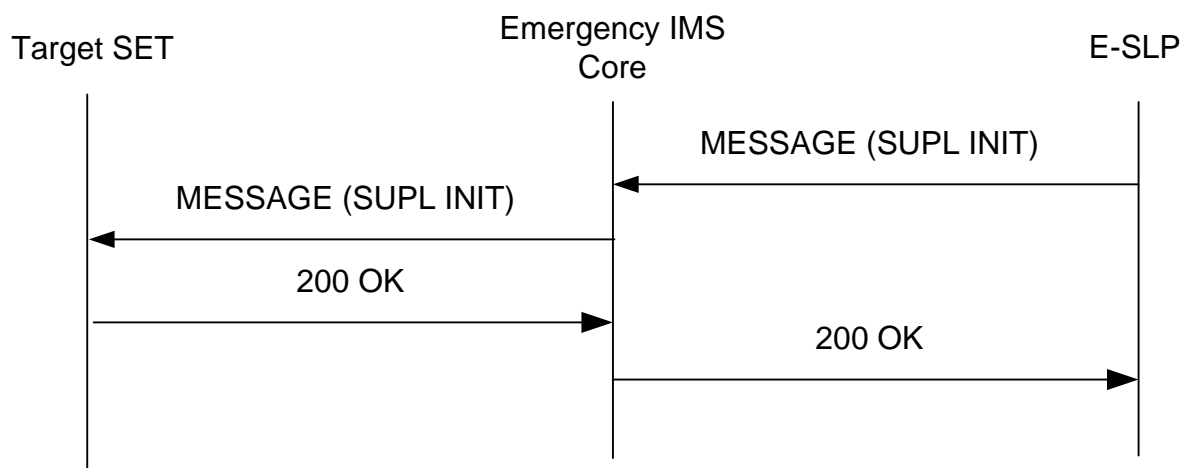 Target SET
Emergency IMS
Core
E-SLP
MESSAGE (SUPL INIT)
MESSAGE (SUPL INIT)
200 OK
200 OK